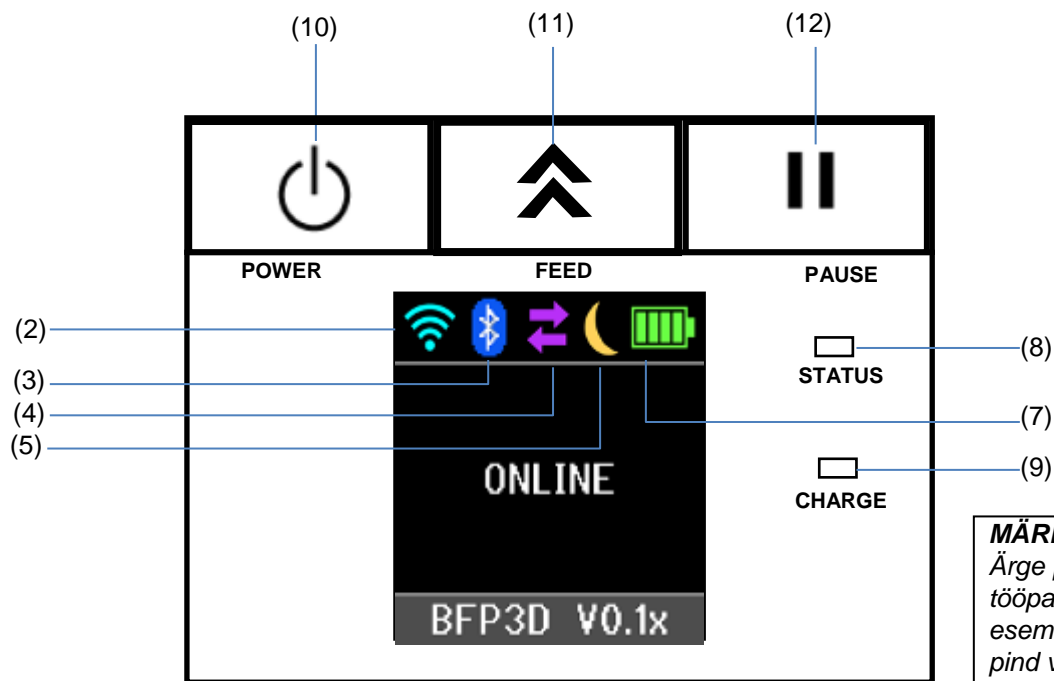 (10)
(11)
(12)
POWER
FEED
PAUSE
(2)
(3)
(4)
(5)
(8)
STATUS
(7)
(9)
CHARGE
ONLINE
BFP3D V0.1x
Ärge
tööpa
esem
pind